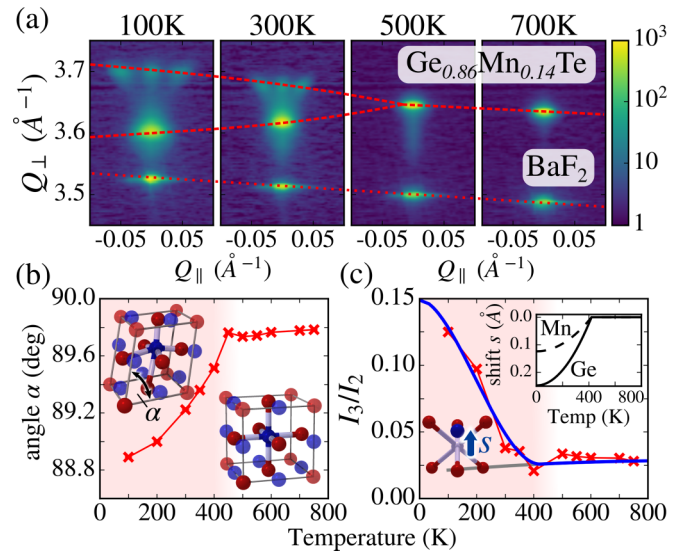 (a)
100K 300K 500K 700K
Q⊥ (Å⁻¹)
3.7
3.6
3.5
Ge0.86Mn0.14Te
BaF2
10³
10²
10
1
-0.05 0.05 -0.05 0.05 -0.05 0.05 -0.05 0.05
Q∥ (Å⁻¹) Q∥ (Å⁻¹)
(b)
angle α (deg)
90.0
89.6
89.2
88.8
α
0 200 400 600 800
(c)
I3/I2
0.15
0.10
0.05
0.00
S
shift s (Å)
0.0
0.1
0.2
Mn
Ge
0 400 800
Temp (K)
0 200 400 600 800
Temperature (K) Temperature (K)